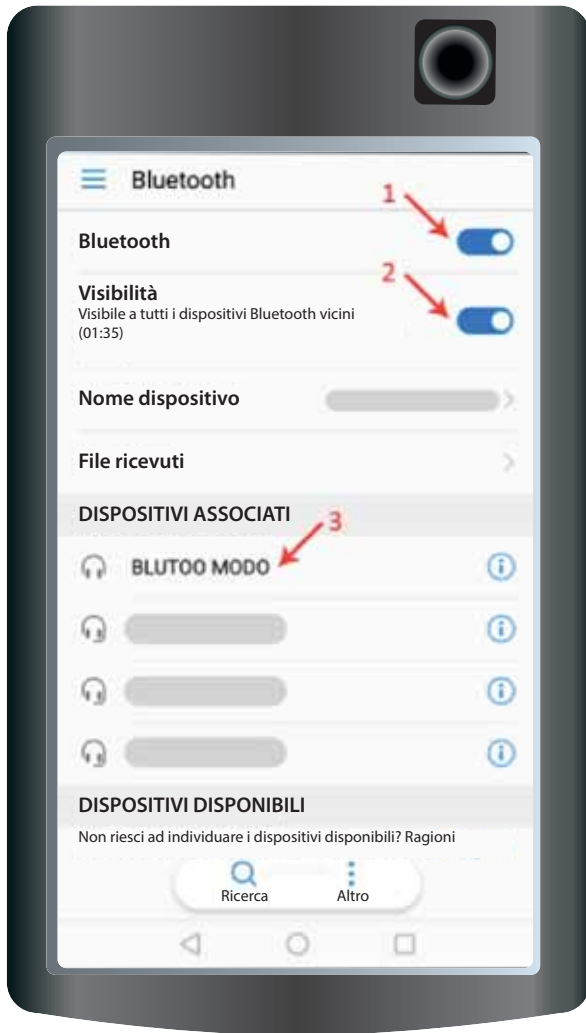 Bluetooth
1
Bluetooth
2
Visibilità
Visibile a tutti i dispositivi Bluetooth vicini
(01:35)
Nome dispositivo
File ricevuti
DISPOSITIVI ASSOCIATI
3
BLUTOO MODO
DISPOSITIVI DISPONIBILI
Non riesci ad individuare i dispositivi disponibili? Ragioni
Ricerca Altro